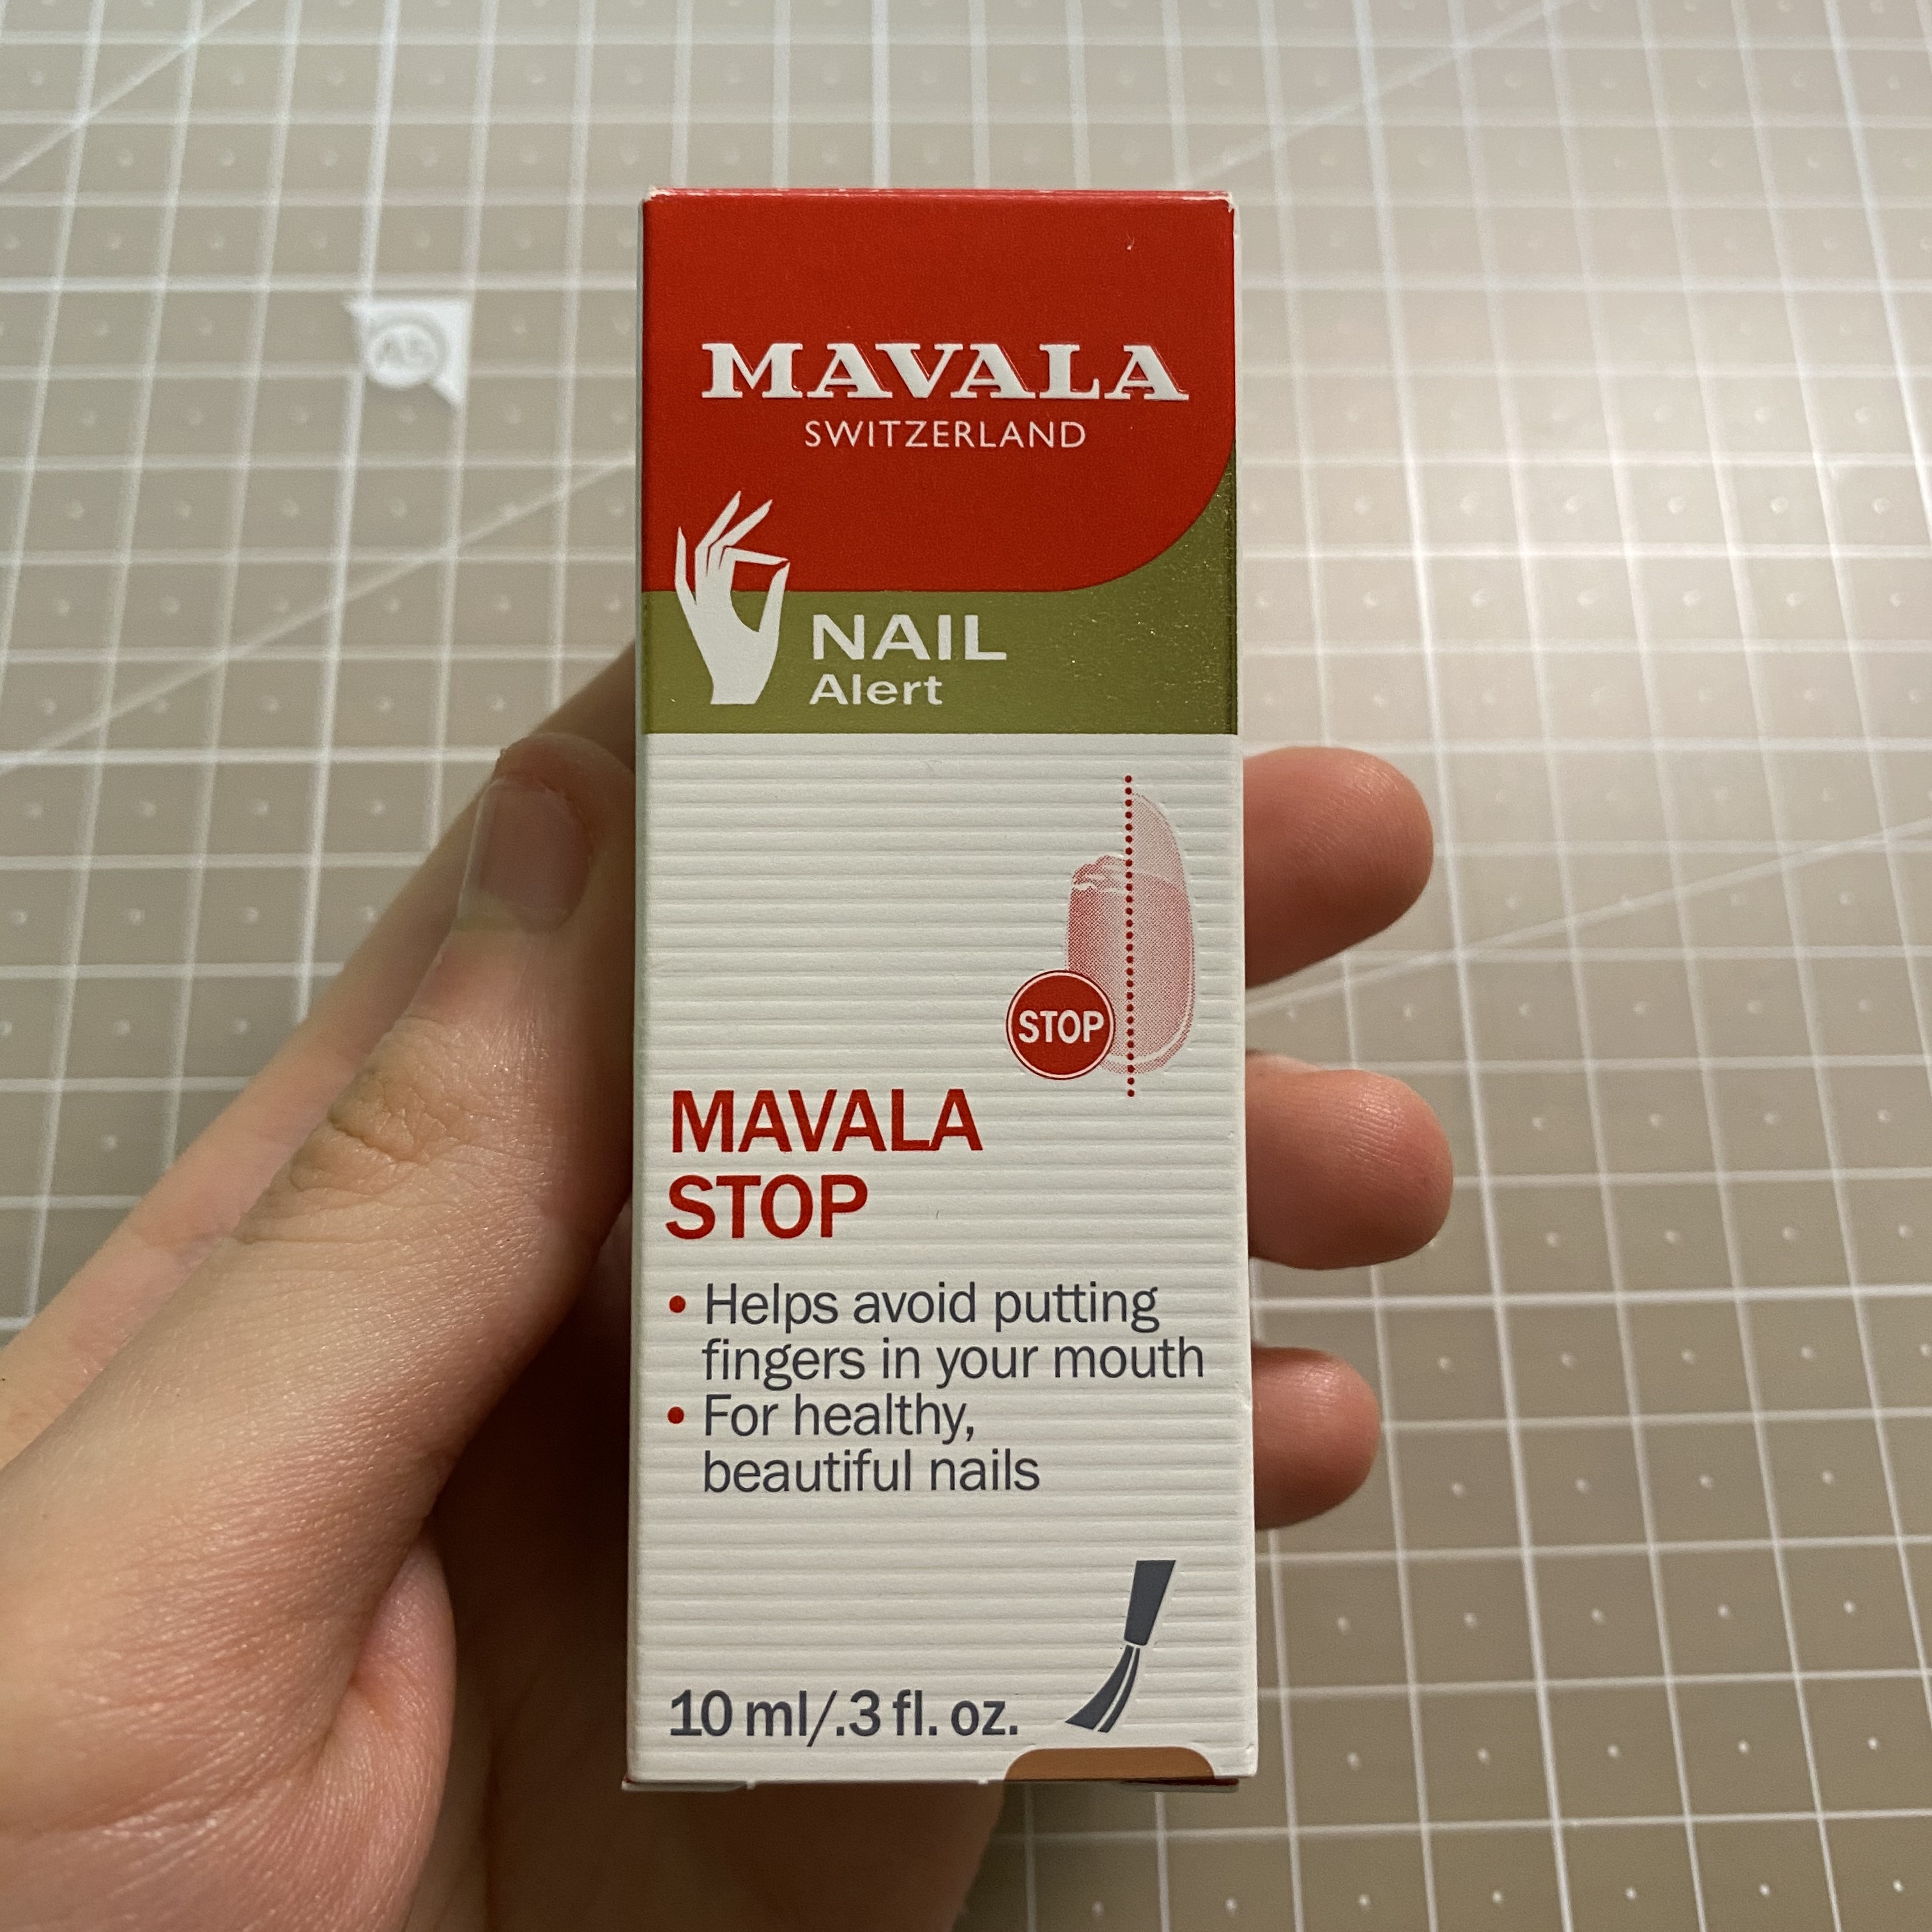 MAVALA
SWITZERLAND
NAIL
Alert
STOP
MAVALA
STOP
• Helps avoid putting
fingers in your mouth
• For healthy,
beautiful nails
10 ml/.3 fl. oz.
A5